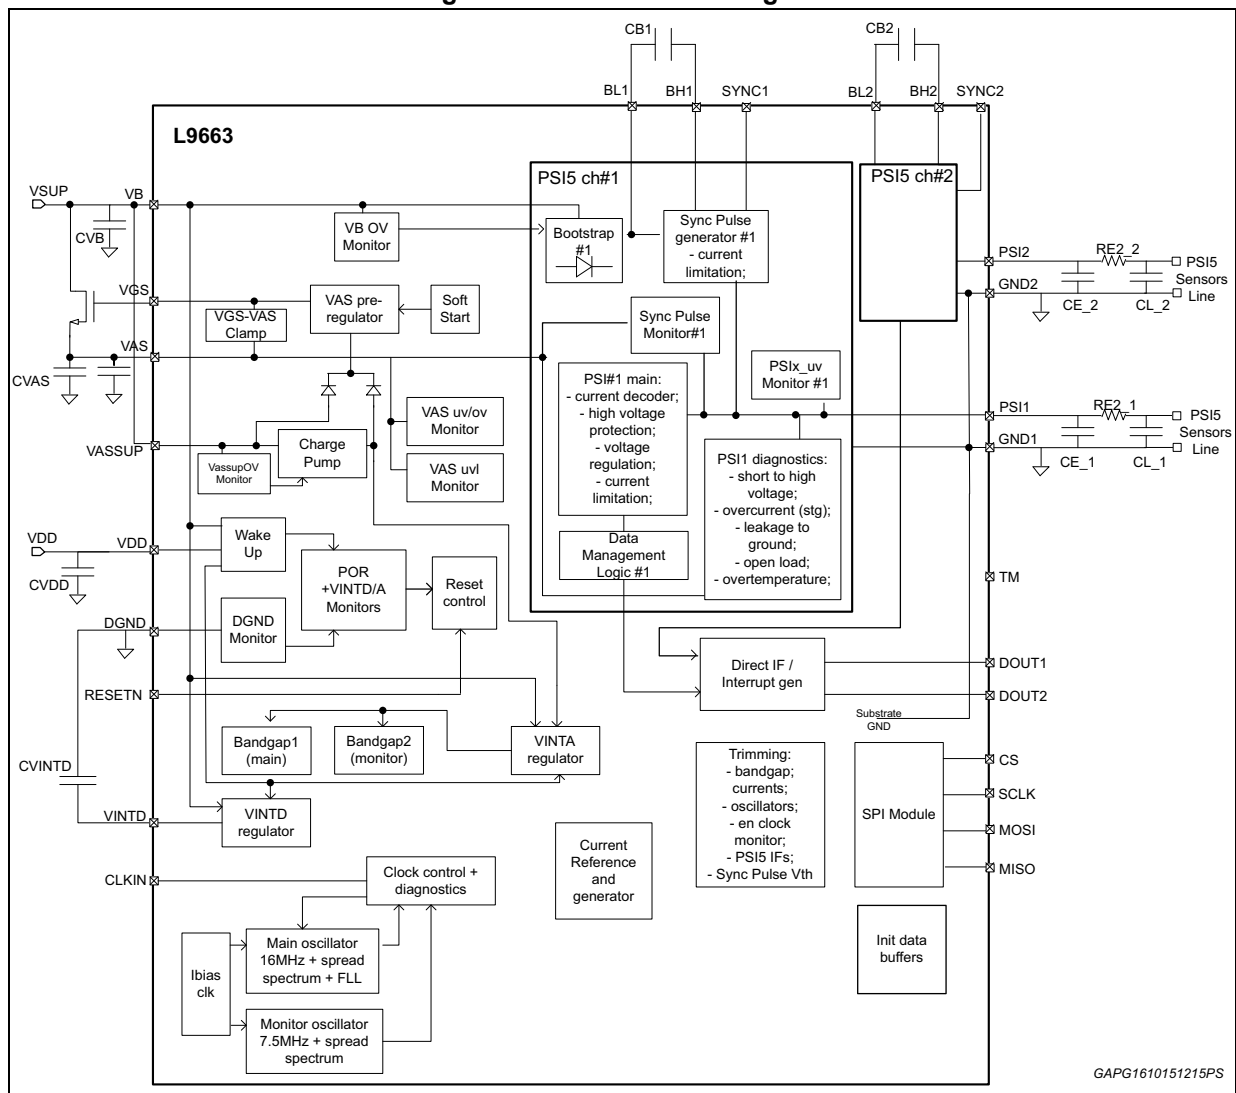 CB1
CB2
BL1
BH1
SYNC1
BL2
BH2
SYNC2
L9663
PSI5 ch#1
PSI5 ch#2
VSUP
VB
CVB
VB OV
Monitor
Bootstrap
#1
Sync Pulse
generator #1
- current
limitation;
PSI2
RE2_2
PSI5
Sensors
Line
GND2
CE_2
CL_2
VGS
VGS-VAS
Clamp
VAS pre-
regulator
Soft
Start
Sync Pulse
Monitor#1
VAS
CVAS
PSI#1 main:
- current decoder;
- high voltage
protection;
- voltage
regulation;
- current
limitation;
PSIx_uv
Monitor #1
VAS uv/ov
Monitor
PSI1
RE2_1
PSI5
Sensors
Line
GND1
CE_1
CL_1
VASSUP
VassupOV
Monitor
Charge
Pump
VAS uvl
Monitor
PSI1 diagnostics:
- short to high
voltage;
- overcurrent (stg)
- leakage to
ground;
- open load;
- overtemperature;
VDD
VDD
CVDD
Wake
Up
Data
Management
Logic #1
POR
+VINTD/A
Monitors
Reset
control
TM
DGND
DGND
Monitor
Direct IF /
Interrupt gen
DOUT1
DOUT2
RESETN
Substrate
GND
Bandgap1
(main)
Bandgap2
(monitor)
VINTA
regulator
Trimming:
- bandgap;
currents;
- oscillators;
- en clock
monitor;
- PSI5 IFs;
- Sync Pulse Vth
SPI Module
CS
SCLK
MOSI
MISO
CVINTD
VINTD
VINTD
regulator
Current
Reference
and
generator
CLKIN
Clock control +
diagnostics
Init data
buffers
Ibias
clk
Main oscillator
16MHz + spread
spectrum + FLL
Monitor oscillator
7.5MHz + spread
spectrum
GAPG1610151215PS